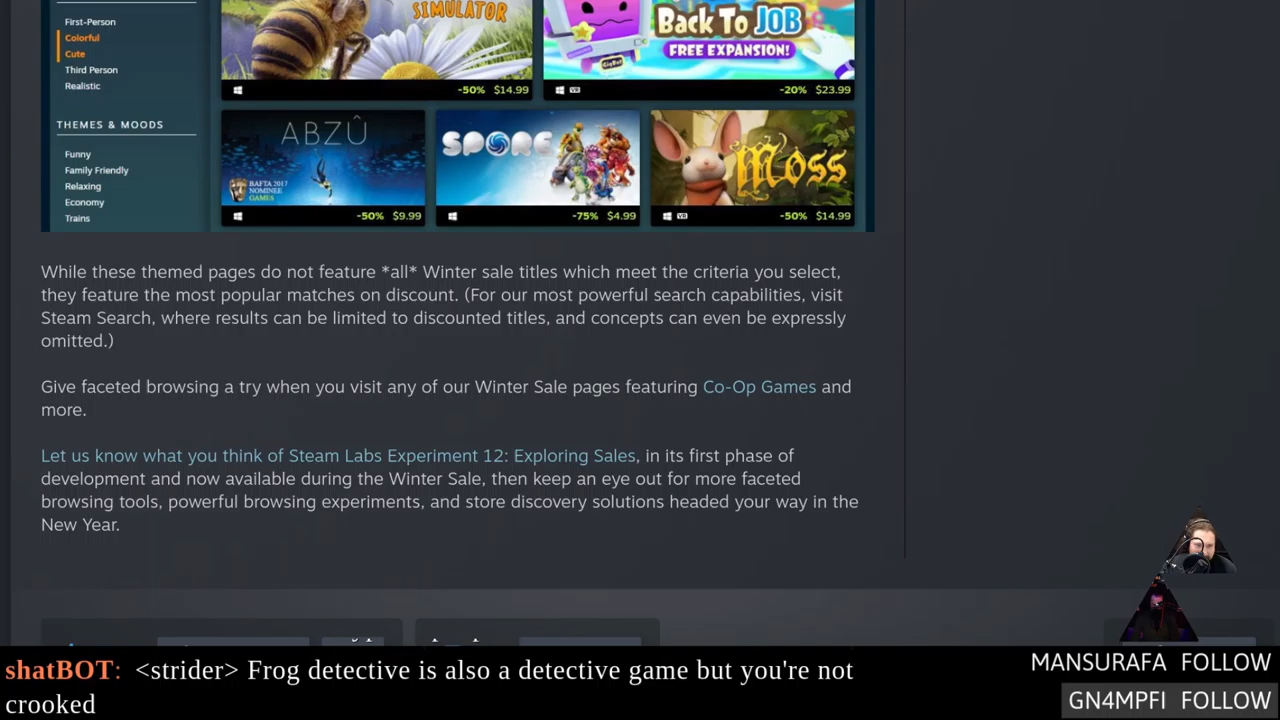 First-Person
Colorful
Cute
Third Person
Realistic
THEMES & MOODS
Funny
Family Friendly
Relaxing
Economy
Trains
SIMULATOR
-50% $14.99
BACK TO JOB
FREE EXPANSION!
GigBot
VR
-20% $23.99
ABZÛ
BAFTA 2017
NOMINEE
GAMES
-50% $9.99
SPORE
-75% $4.99
Moss
VR
-50% $14.99
While these themed pages do not feature *all* Winter sale titles which meet the criteria you select,
they feature the most popular matches on discount. (For our most powerful search capabilities, visit
Steam Search, where results can be limited to discounted titles, and concepts can even be expressly
omitted.)
Give faceted browsing a try when you visit any of our Winter Sale pages featuring Co-Op Games and
more.
Let us know what you think of Steam Labs Experiment 12: Exploring Sales, in its first phase of
development and now available during the Winter Sale, then keep an eye out for more faceted
browsing tools, powerful browsing experiments, and store discovery solutions headed your way in the
New Year.
shatBOT: <strider> Frog detective is also a detective game but you're not
crooked
MANSURAFA FOLLOW
GN4MPFI FOLLOW